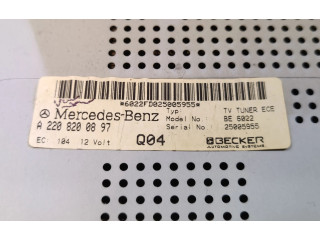 *6022FD025005955*
Mercedes-Benz
A 220 820 08 97
EC: 104 12 Volt
Q04
Typ TV TUNER ECE
Model No. BE 6022
Serial No 25005955
BECKER
AUTOMOTIVE SYSTEMS